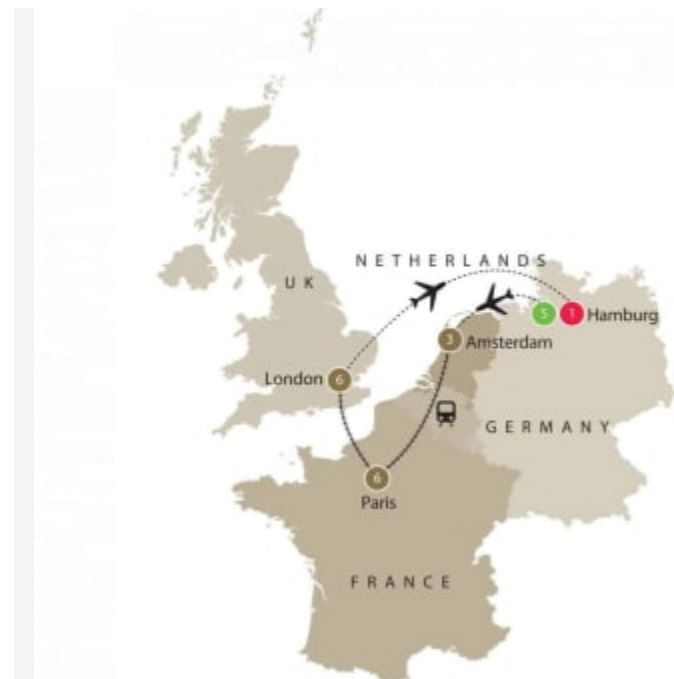 NETHERLANDS
UK
5
1
Hamburg
3
Amsterdam
London
6
GERMANY
6
Paris
FRANCE